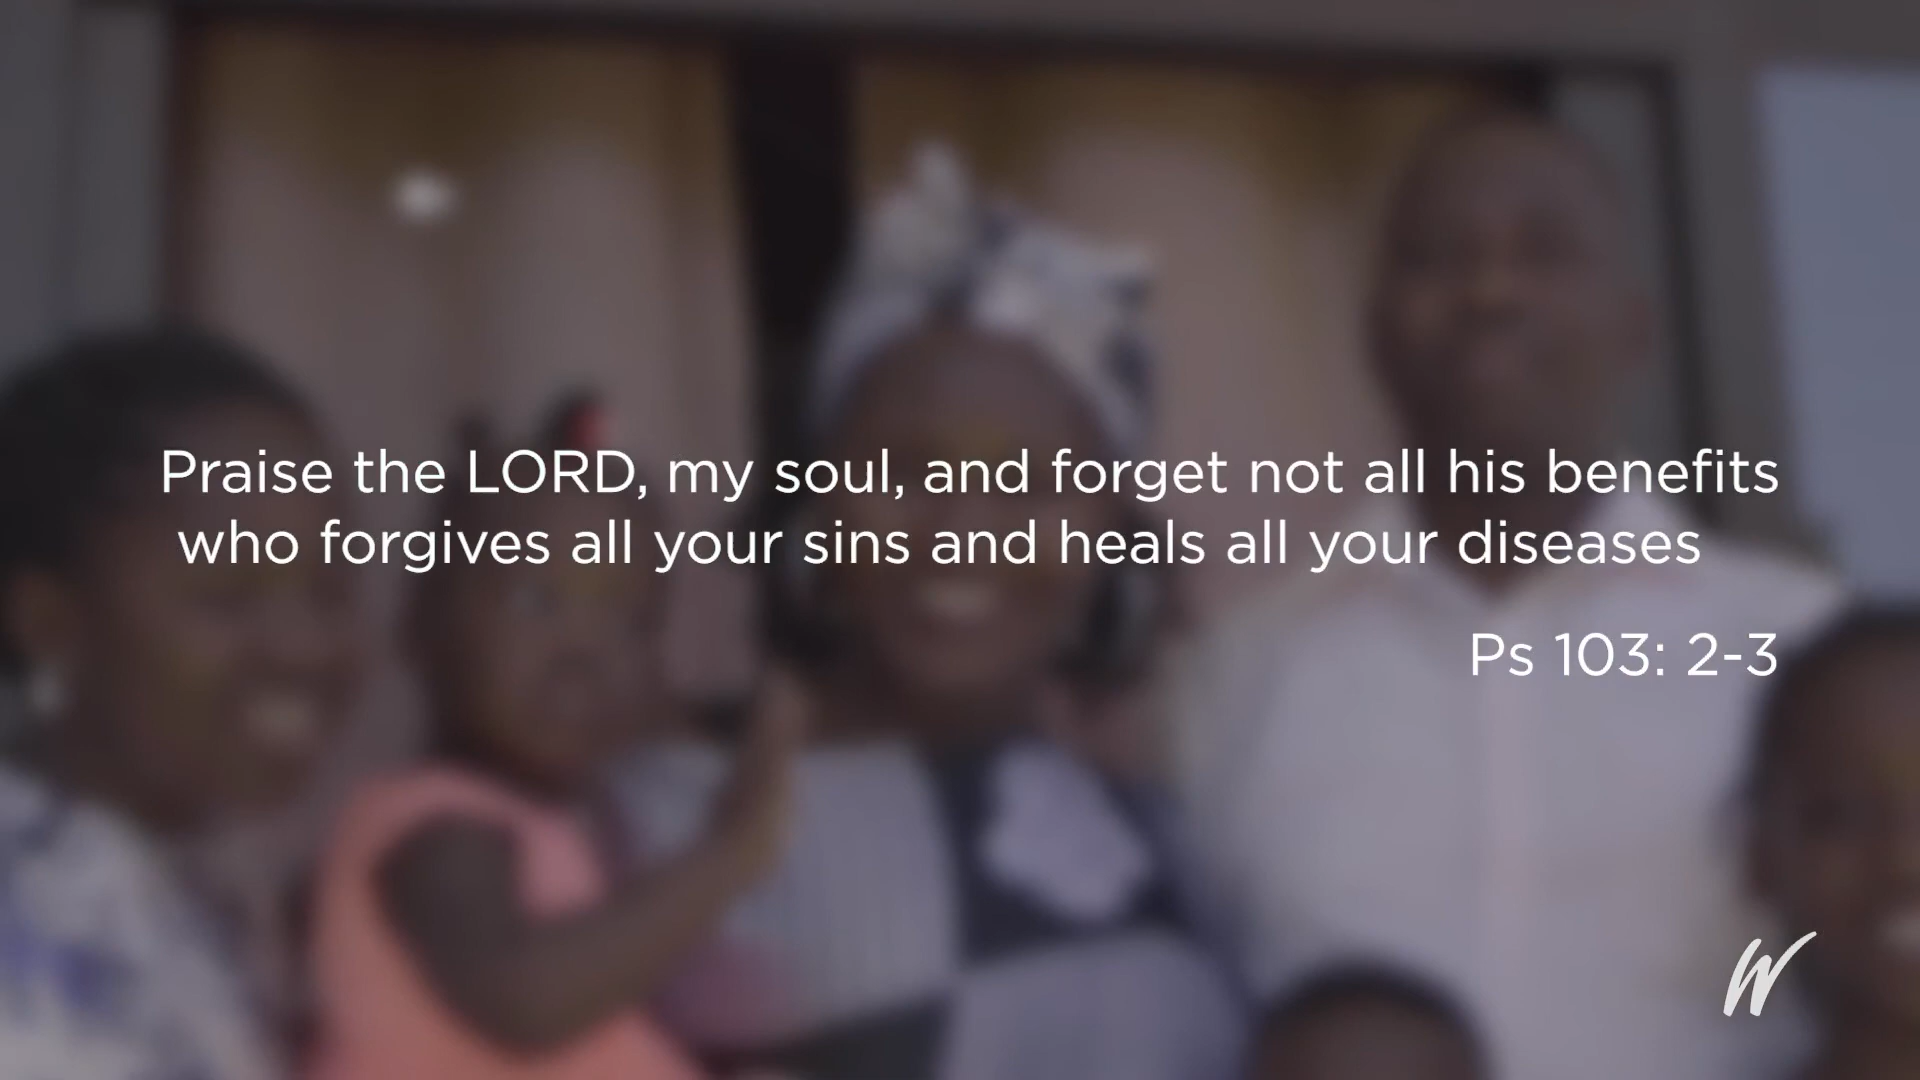 Praise the LORD, my soul, and forget not all his benefits
who forgives all your sins and heals all your diseases
Ps 103: 2-3
W